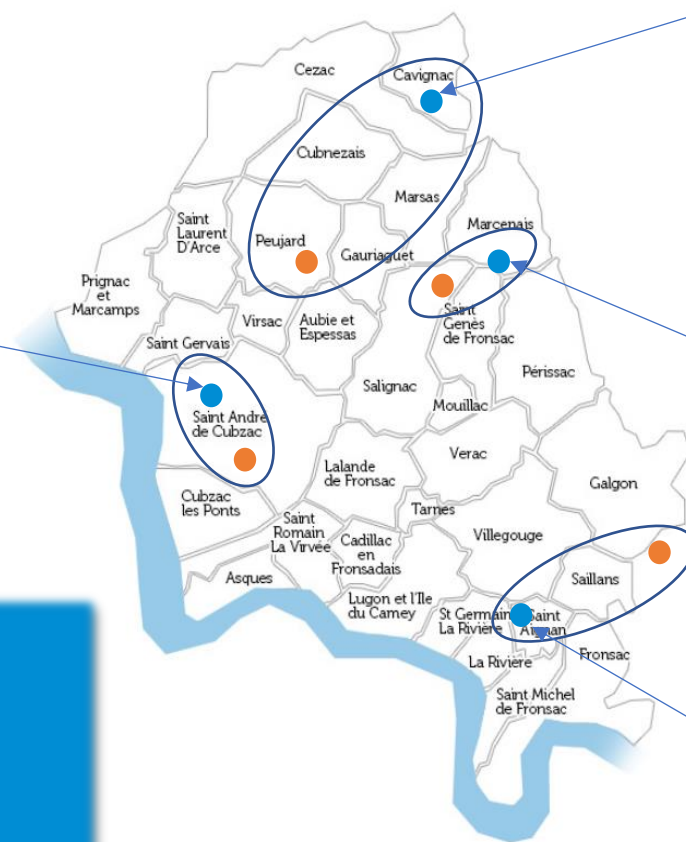 Cezac
Cavignac
Cubnezais
Marsas
Saint
Laurent
D'Arce
Peujard
Gauriaguet
Marcenais
Prignac
et
Marcamps
Saint Gervais
Virsac
Aubie et
Espessas
Saint
Genès
de Fronsac
Périssac
Salignac
Mouillac
Saint André
de Cubzac
Verac
Lalande
de Fronsac
Galgon
Cubzac
les Ponts
Saint
Romain
La Virvée
Tarnes
Villegouge
Cadillac
en
Fronsadais
Asques
Saillans
Lugon et l'Ile
du Carney
St Germain
La Rivière
Saint
Aignan
Fronsac
La Rivière
Saint Michel
de Fronsac